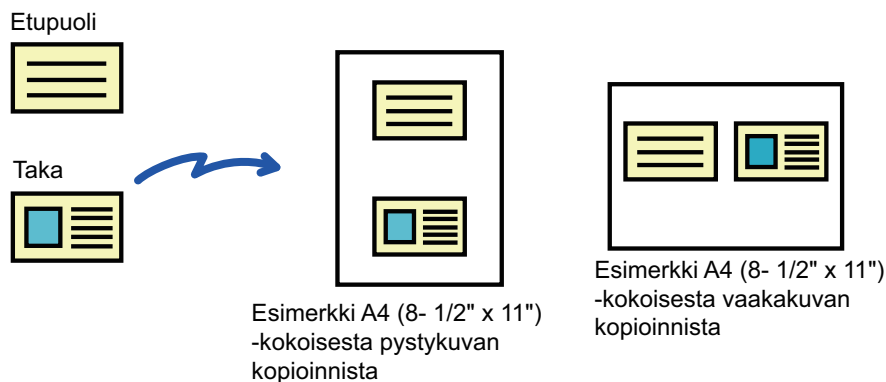 Etupuoli
Taka
Esimerkki A4 (8- 1/2" x 11")
-kokoisesta pystykuvan
kopioinnista
Esimerkki A4 (8- 1/2" x 11")
-kokoisesta vaakakuvan
kopioinnista